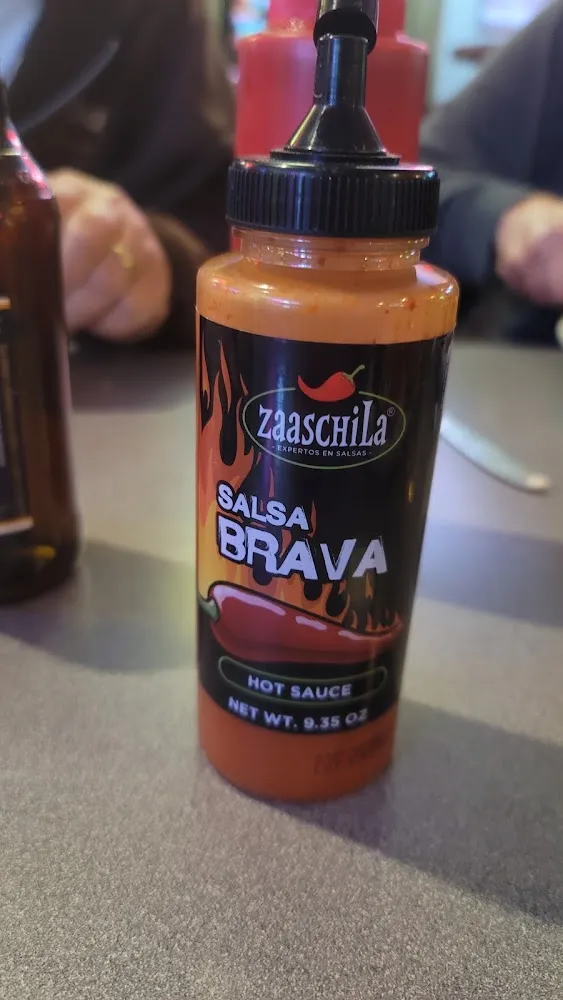 ZAASCHILA®
- EXPERTOS EN SALSAS -
SALSA
BRAVA
HOT SAUCE
NET WT. 9.35 OZ